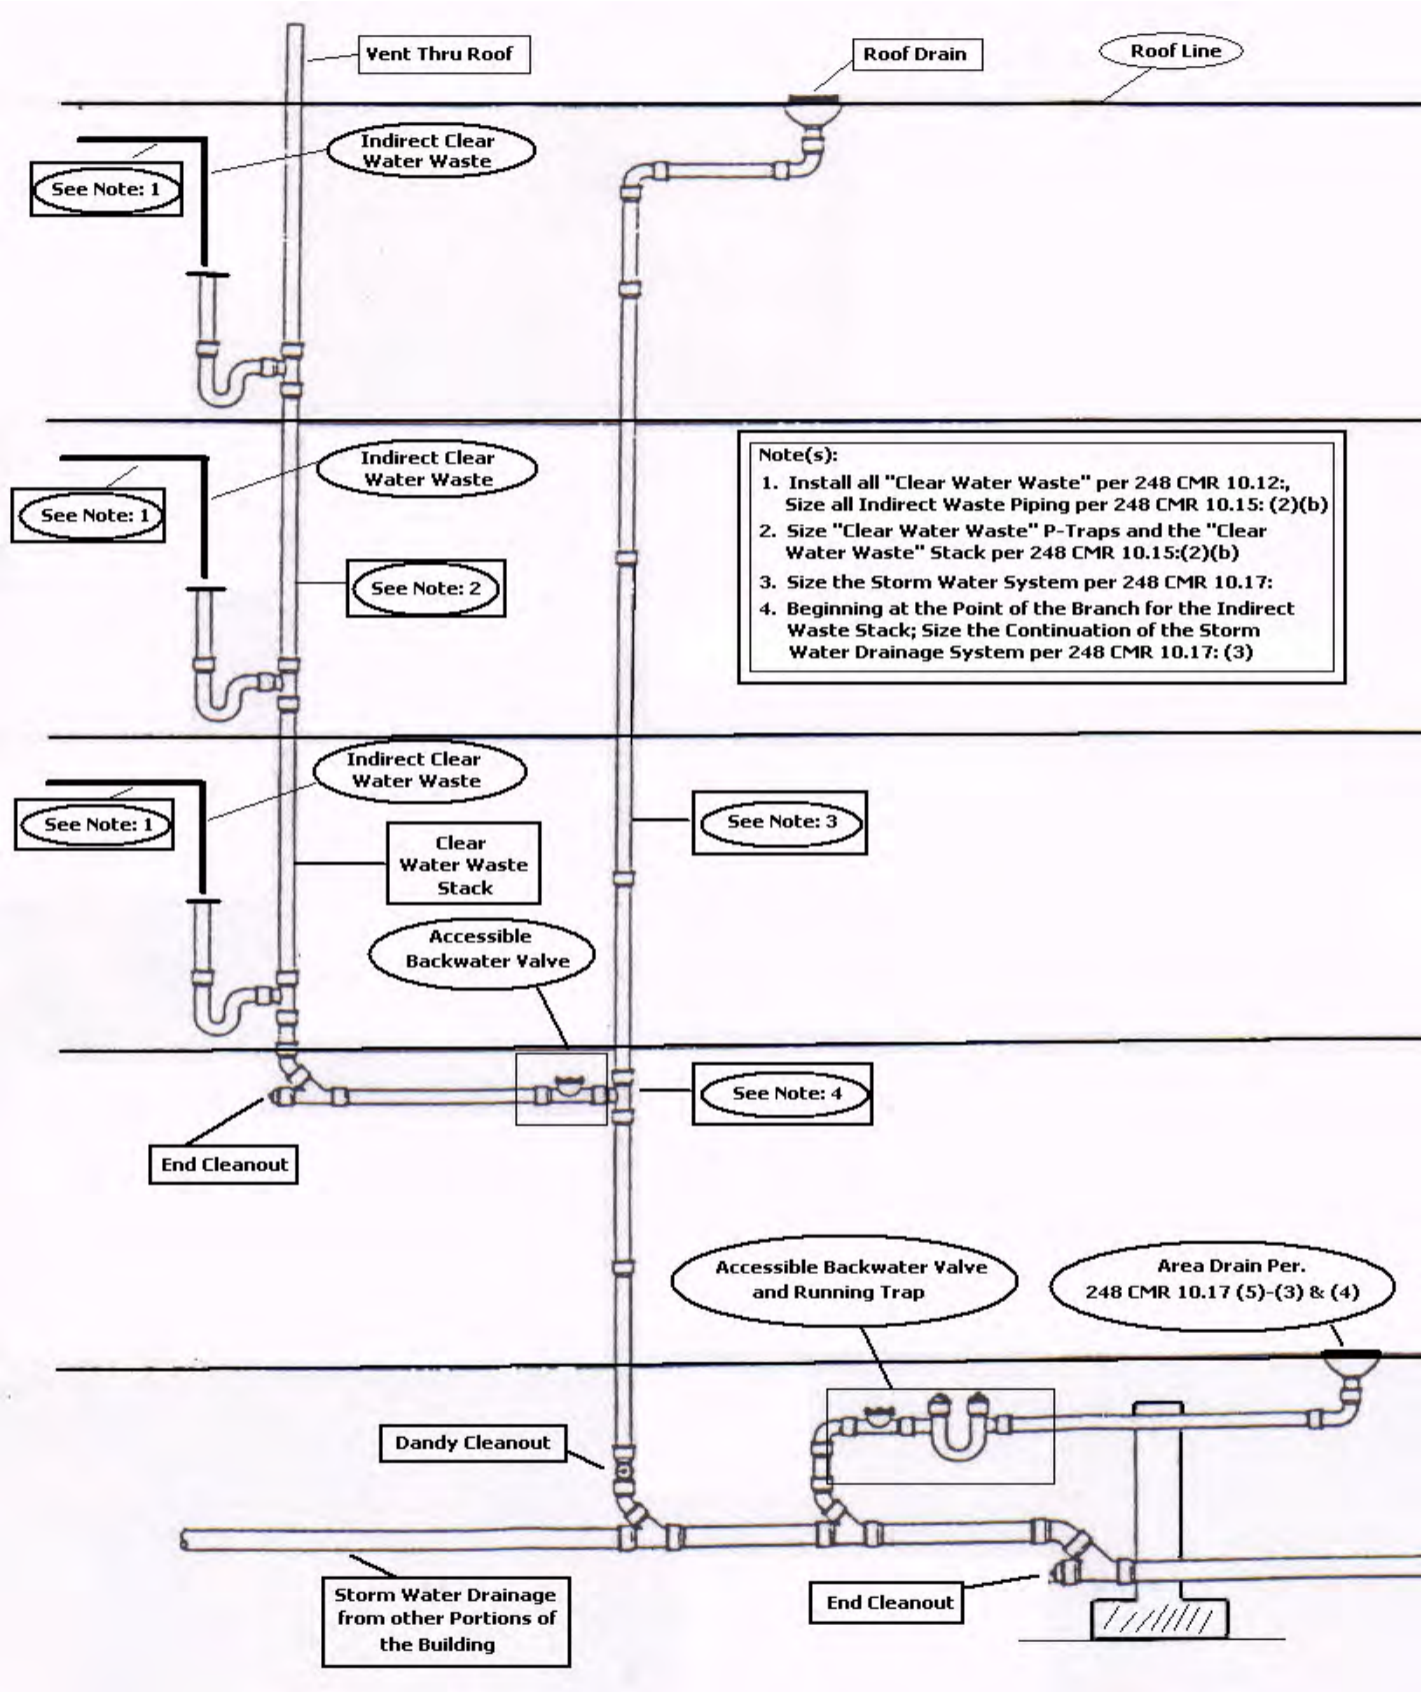 Vent Thru Roof
Roof Drain
Roof Line
Indirect Clear
Water Waste
See Note: 1
Indirect Clear
Water Waste
See Note: 1
Note(s):
1. Install all "Clear Water Waste" per 248 CMR 10.12:,
Size all Indirect Waste Piping per 248 CMR 10.15: (2)(b)
2. Size "Clear Water Waste" P-Traps and the "Clear
Water Waste" Stack per 248 CMR 10.15:(2)(b)
3. Size the Storm Water System per 248 CMR 10.17:
4. Beginning at the Point of the Branch for the Indirect
Waste Stack; Size the Continuation of the Storm
Water Drainage System per 248 CMR 10.17: (3)
See Note: 2
Indirect Clear
Water Waste
See Note: 1
See Note: 3
Clear
Water Waste
Stack
Accessible
Backwater Valve
See Note: 4
End Cleanout
Accessible Backwater Valve
and Running Trap
Area Drain Per.
248 CMR 10.17 (5)-(3) & (4)
Dandy Cleanout
Storm Water Drainage
from other Portions of
the Building
End Cleanout